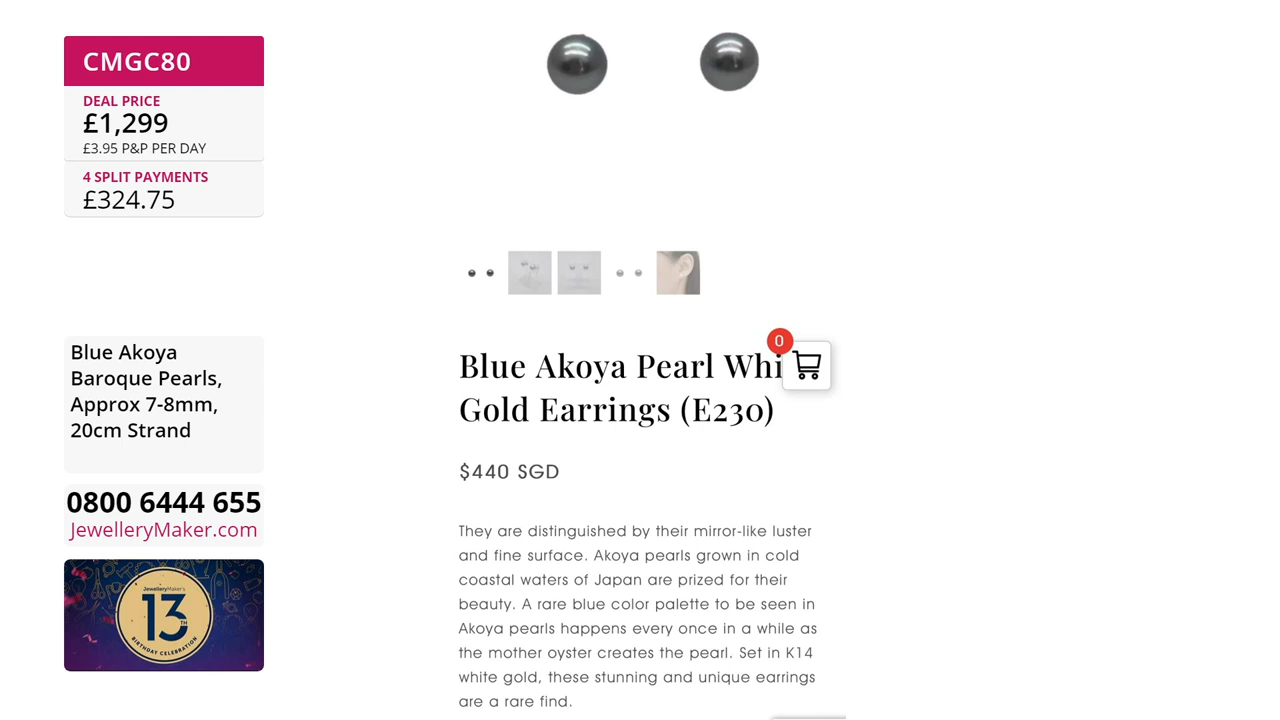 CMGC80
DEAL PRICE
£1,299
£3.95 P&P PER DAY
4 SPLIT PAYMENTS
£324.75
Blue Akoya
Baroque Pearls,
Approx 7-8mm,
20cm Strand
0800 6444 655
JewelleryMaker.com
JewelleryMaker's
13TH
BIRTHDAY CELEBRATION
0
Blue Akoya Pearl Whi
Gold Earrings (E230)
$440 SGD
They are distinguished by their mirror-like luster
and fine surface. Akoya pearls grown in cold
coastal waters of Japan are prized for their
beauty. A rare blue color palette to be seen in
Akoya pearls happens every once in a while as
the mother oyster creates the pearl. Set in K14
white gold, these stunning and unique earrings
are a rare find.